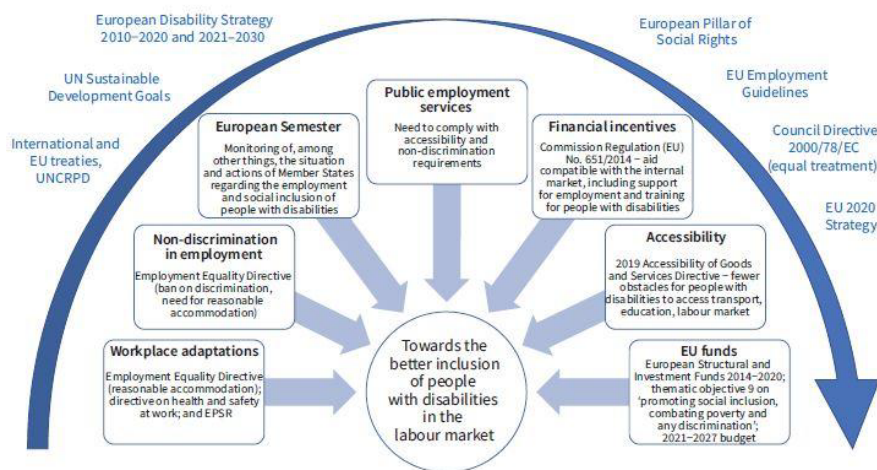 European Disability Strategy
2010–2020 and 2021–2030
UN Sustainable
Development Goals
International and
EU treaties,
UNCRPD
European Pillar of
Social Rights
EU Employment
Guidelines
Council Directive
2000/78/EC
(equal treatment)
EU 2020
Strategy
Workplace adaptations
Employment Equality Directive
(reasonable accommodation);
directive on health and safety
at work; and EPSR
Non-discrimination
in employment
Employment Equality Directive
(ban on discrimination,
need for reasonable
accommodation)
European Semester
Monitoring of, among
other things, the situation
and actions of Member States
regarding the employment
and social inclusion of
people with disabilities
Public employment
services
Need to comply with
accessibility and
non-discrimination
requirements
Financial incentives
Commission Regulation (EU)
No. 651/2014 – aid
compatible with the internal
market, including support
for employment and training
for people with disabilities
Accessibility
2019 Accessibility of Goods
and Services Directive – fewer
obstacles for people with
disabilities to access transport,
education, labour market
EU funds
European Structural and
Investment Funds 2014–2020;
thematic objective 9 on
‘promoting social inclusion,
combating poverty and
any discrimination’;
2021–2027 budget
Towards the
better inclusion
of people
with disabilities
in the
labour market